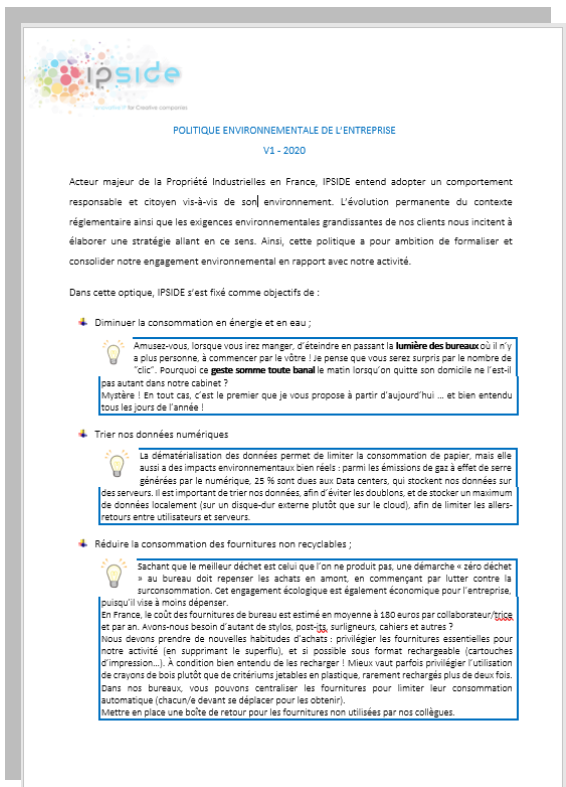 ipside
for Creative companies
POLITIQUE ENVIRONNEMENTALE DE L'ENTREPRISE
V1 - 2020
Acteur majeur de la Propriété Industrielles en France, IPSIDE entend adopter un comportement
responsable et citoyen vis-à-vis de son environnement. L'évolution permanente du contexte
réglementaire ainsi que les exigences environnementales grandissantes de nos clients nous incitent à
élaborer une stratégie allant en ce sens. Ainsi, cette politique a pour ambition de formaliser et
consolider notre engagement environnemental en rapport avec notre activité.
Dans cette optique, IPSIDE s'est fixé comme objectifs de :
Diminuer la consommation en énergie et en eau ;
Amusez-vous, lorsque vous irez manger, d'éteindre en passant la lumière des bureaux où il n'y
a plus personne, à commencer par le vôtre ! Je pense que vous serez surpris par le nombre de
"clic". Pourquoi ce geste somme toute banal le matin lorsqu'on quitte son domicile ne l'est-il
pas autant dans notre cabinet ?
Mystère ! En tout cas, c'est le premier que je vous propose à partir d'aujourd'hui ... et bien entendu
tous les jours de l'année !
Trier nos données numériques
La dématérialisation des données permet de limiter la consommation de papier, mais elle
aussi a des impacts environnementaux bien réels : parmi les émissions de gaz à effet de serre
générées par le numérique, 25 % sont dues aux Data centers, qui stockent nos données sur
des serveurs. Il est important de trier nos données, afin d'éviter les doublons, et de stocker un maximum
de données localement (sur un disque-dur externe plutôt que sur le cloud), afin de limiter les allers-
retours entre utilisateurs et serveurs.
Réduire la consommation des fournitures non recyclables ;
Sachant que le meilleur déchet est celui que l'on ne produit pas, une démarche « zéro déchet
» au bureau doit repenser les achats en amont, en commençant par lutter contre la
surconsommation. Cet engagement écologique est également économique pour l'entreprise,
puisqu'il vise à moins dépenser.
En France, le coût des fournitures de bureau est estimé en moyenne à 180 euros par collaborateur/trice
et par an. Avons-nous besoin d'autant de stylos, post-its, surligneurs, cahiers et autres ?
Nous devons prendre de nouvelles habitudes d'achats : privilégier les fournitures essentielles pour
notre activité (en supprimant le superflu), et si possible sous format rechargeable (cartouches
d'impression…). À condition bien entendu de les recharger ! Mieux vaut parfois privilégier l'utilisation
de crayons de bois plutôt que de critériums jetables en plastique, rarement rechargés plus de deux fois.
Dans nos bureaux, vous pouvons centraliser les fournitures pour limiter leur consommation
automatique (chacun/e devant se déplacer pour les obtenir).
Mettre en place une boîte de retour pour les fournitures non utilisées par nos collègues.